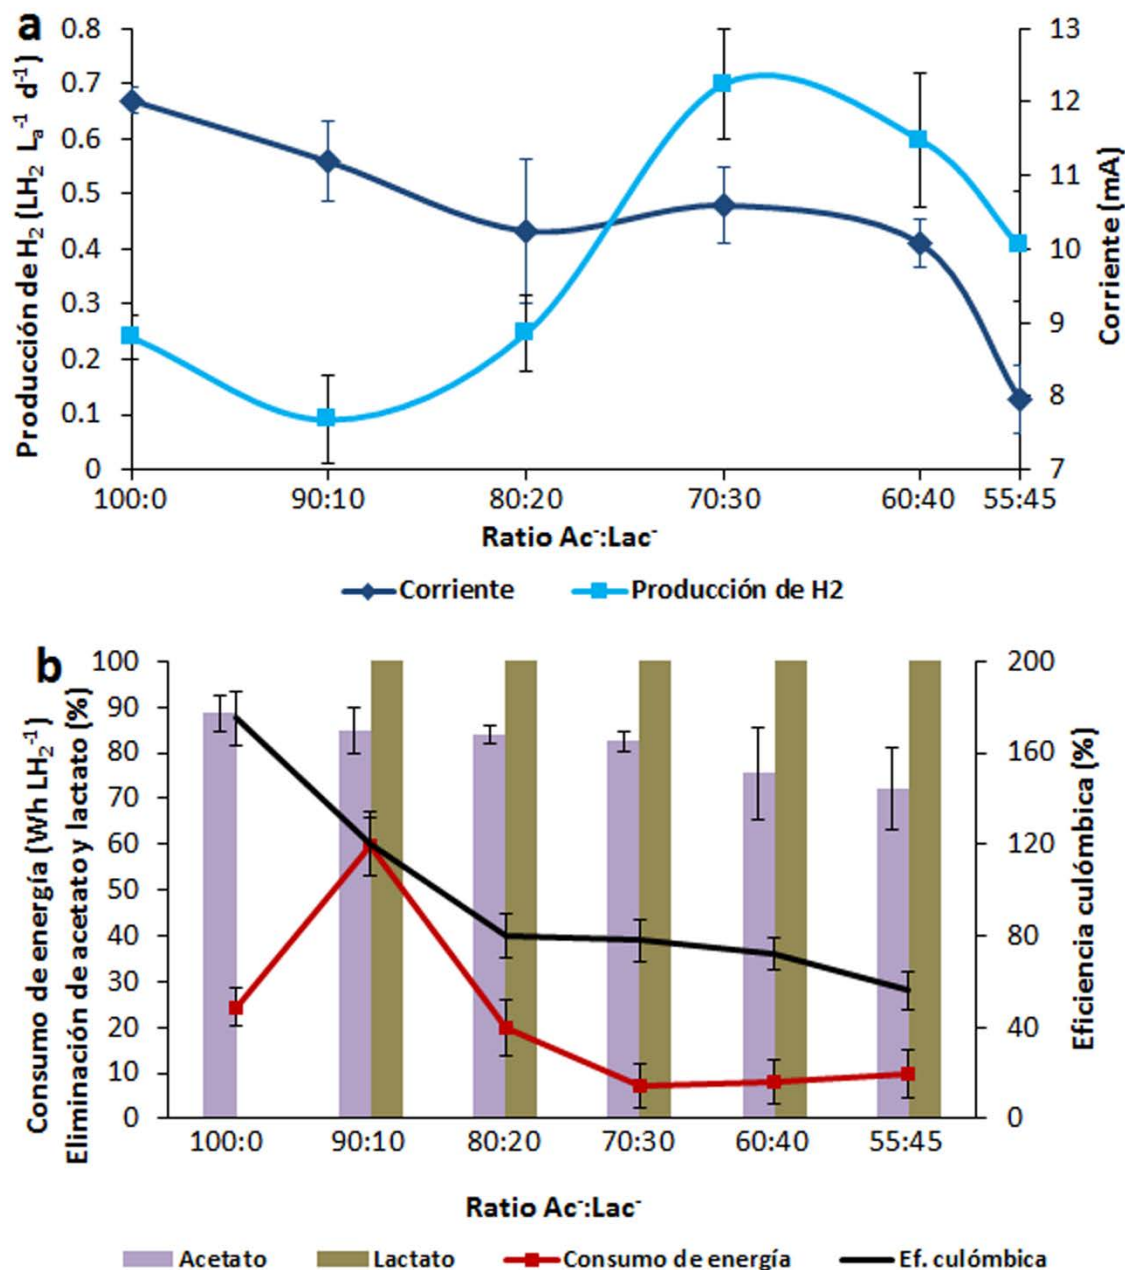 a
Producción de H2 (LH2 La-1 d-1)
0.8
0.7
0.6
0.5
0.4
0.3
0.2
0.1
0
13
12
11
10
9
8
7
Corriente (mA)
100:0 90:10 80:20 70:30 60:40 55:45
Ratio Ac-:Lac-
Corriente Producción de H2
b
Consumo de energía (Wh LH2-1)
Eliminación de acetato y lactato (%)
100
90
80
70
60
50
40
30
20
10
0
200
160
120
80
40
0
Eficiencia culómbica (%)
100:0 90:10 80:20 70:30 60:40 55:45
Ratio Ac-:Lac-
Acetato Lactato Consumo de energía Ef. culómbica